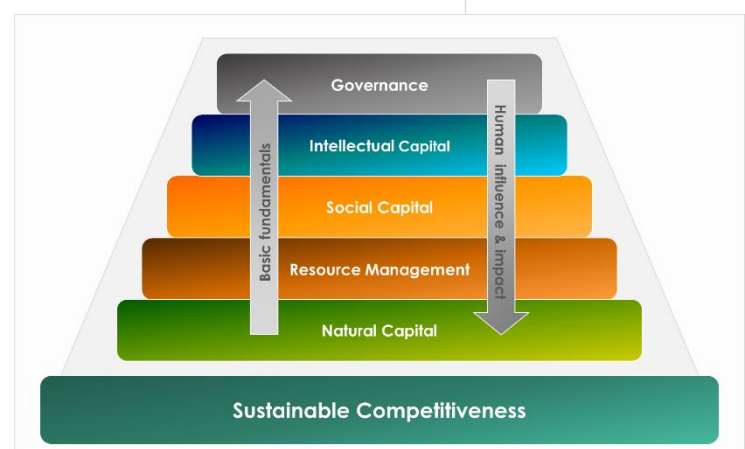 Governance
Intellectual Capital
Social Capital
Resource Management
Natural Capital
Basic fundamentals
Human influence & impact
Sustainable Competitiveness